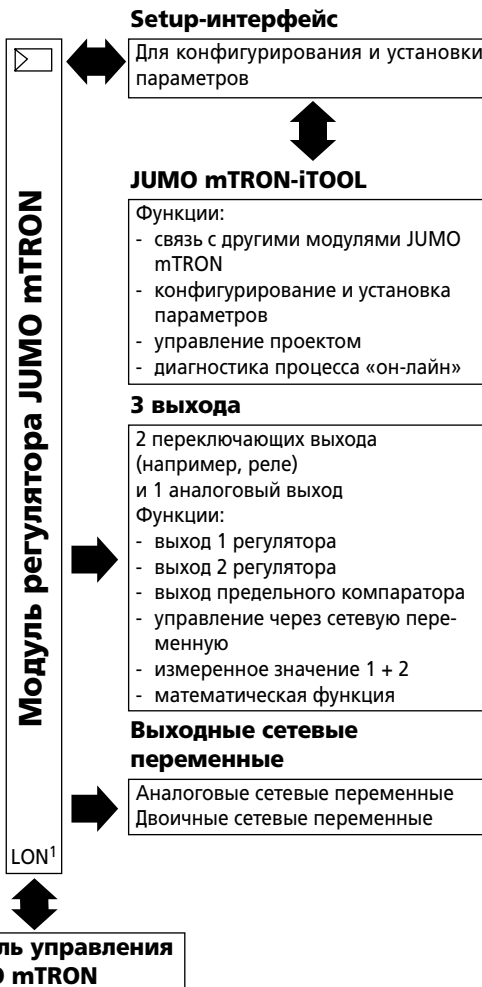 Setup-интерфейс
Для конфигурирования и установки
параметров
JUMO mTRON-iTOOL
Функции:
- связь с другими модулями JUMO
mTRON
- конфигурирование и установка
параметров
- управление проектом
- диагностика процесса «он-лайн»
3 выхода
2 переключающих выхода
(например, реле)
и 1 аналоговый выход
Функции:
- выход 1 регулятора
- выход 2 регулятора
- выход предельного компаратора
- управление через сетевую пере-
менную
- измеренное значение 1 + 2
- математическая функция
Выходные сетевые
переменные
Аналоговые сетевые переменные
Двоичные сетевые переменные
Модуль регулятора JUMO mTRON
LON1
управления
mTRON